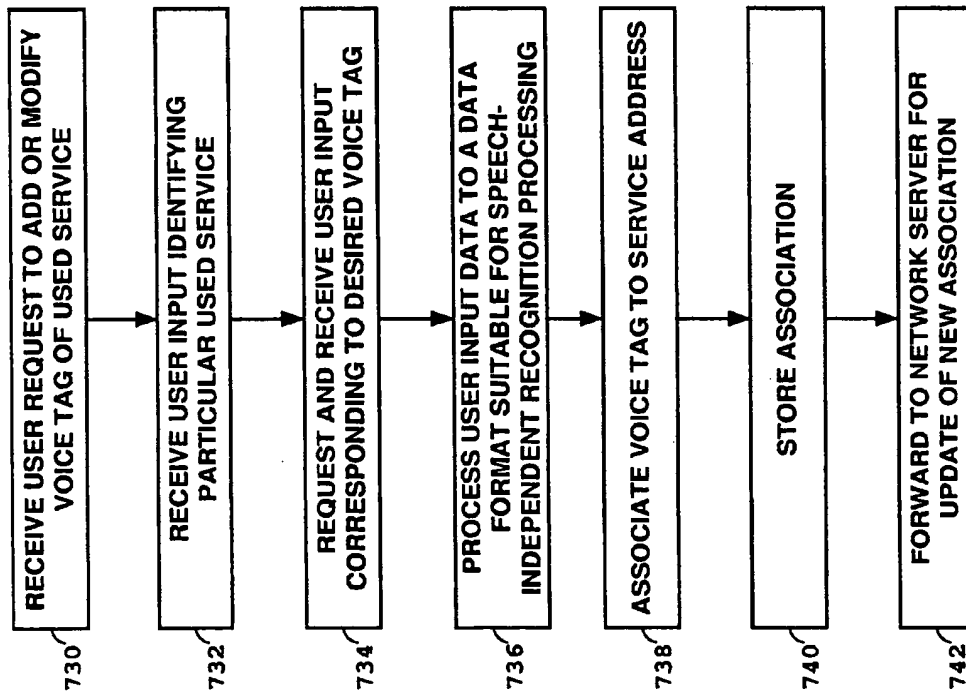 RECEIVE USER REQUEST TO ADD OR MODIFY
VOICE TAG OF USED SERVICE
730
RECEIVE USER INPUT IDENTIFYING
PARTICULAR USED SERVICE
732
REQUEST AND RECEIVE USER INPUT
CORRESPONDING TO DESIRED VOICE TAG
734
PROCESS USER INPUT DATA TO A DATA
FORMAT SUITABLE FOR SPEECH-
INDEPENDENT RECOGNITION PROCESSING
736
ASSOCIATE VOICE TAG TO SERVICE ADDRESS
738
STORE ASSOCIATION
740
FORWARD TO NETWORK SERVER FOR
UPDATE OF NEW ASSOCIATION
742